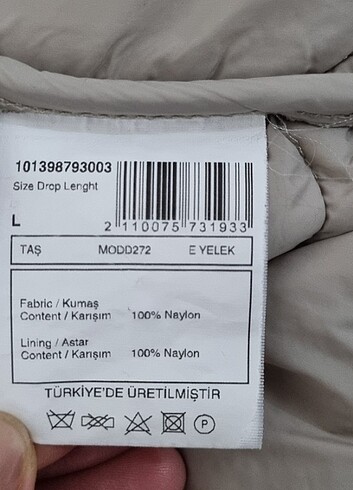 101398793003
Size Drop Lenght
L
2 110075 731933
TAŞ MODD272 E YELEK
Fabric / Kumaş
Content / Karışım 100% Naylon
Lining / Astar
Content / Karışım 100% Naylon
TÜRKİYE'DE ÜRETİLMİŞTİR
P